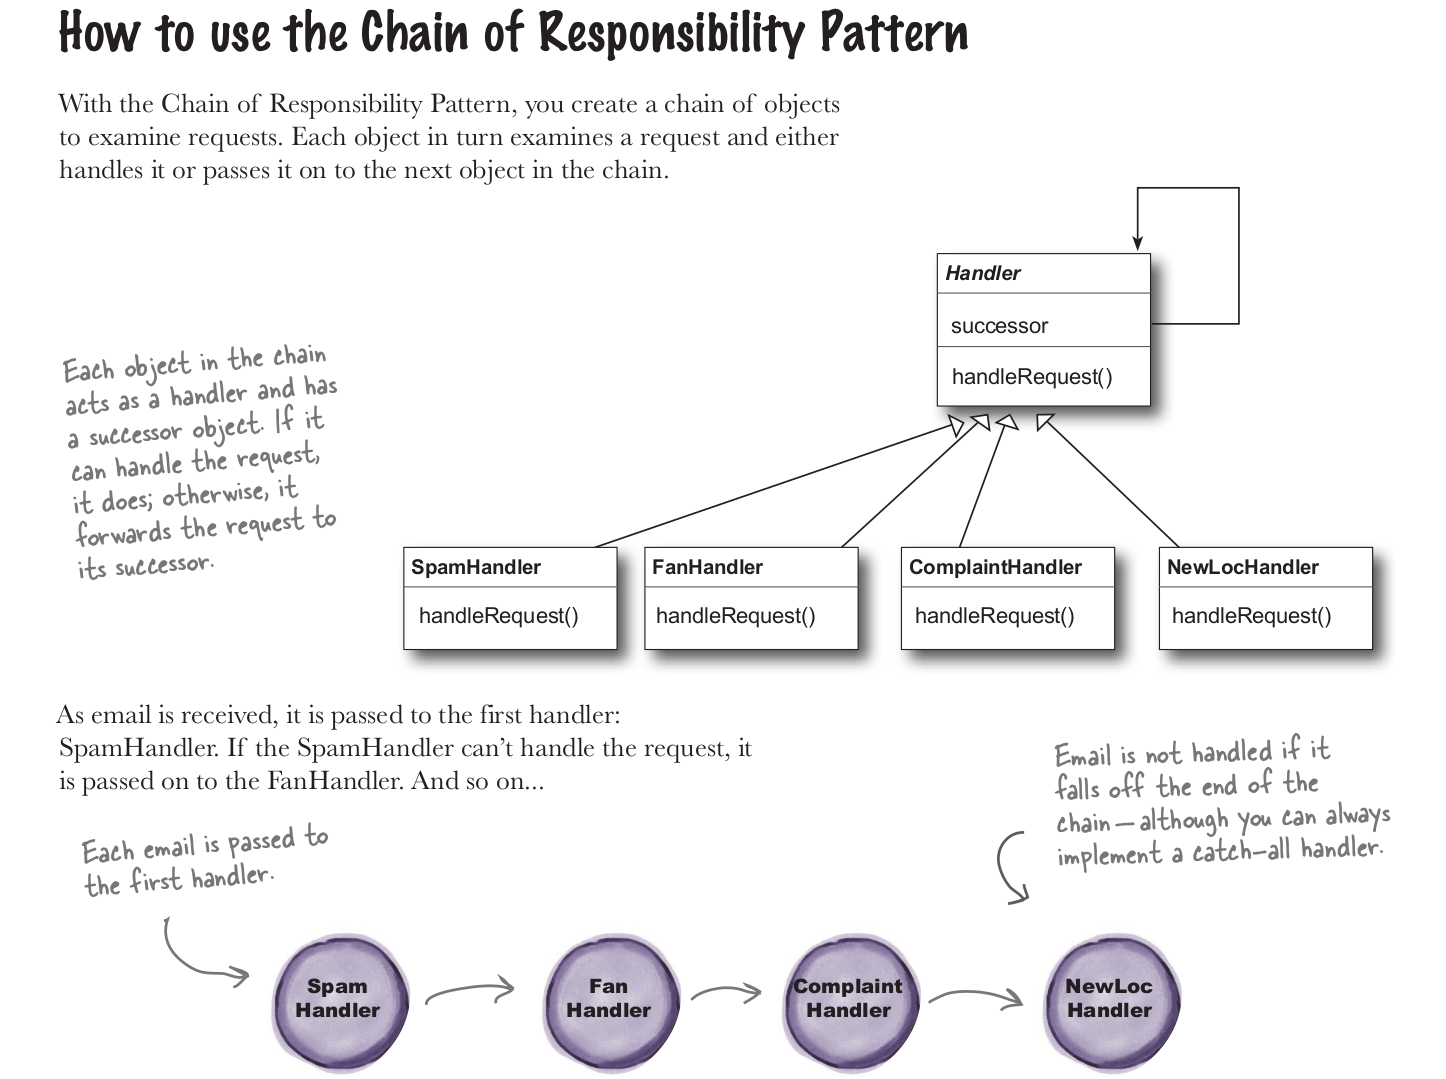 How to use the Chain of Responsibility Pattern
With the Chain of Responsibility Pattern, you create a chain of objects
to examine requests. Each object in turn examines a request and either
handles it or passes it on to the next object in the chain.
Handler
successor
handleRequest()
Each object in the chain
acts as a handler and has
a successor object. If it
can handle the request,
it does; otherwise, it
forwards the request to
its successor.
SpamHandler
handleRequest()
FanHandler
handleRequest()
ComplaintHandler
handleRequest()
NewLocHandler
handleRequest()
As email is received, it is passed to the first handler:
SpamHandler. If the SpamHandler can’t handle the request, it
is passed on to the FanHandler. And so on...
Each email is passed to
the first handler.
Email is not handled if it
falls off the end of the
chain—although you can always
implement a catch-all handler.
Spam
Handler
Fan
Handler
Complaint
Handler
NewLoc
Handler